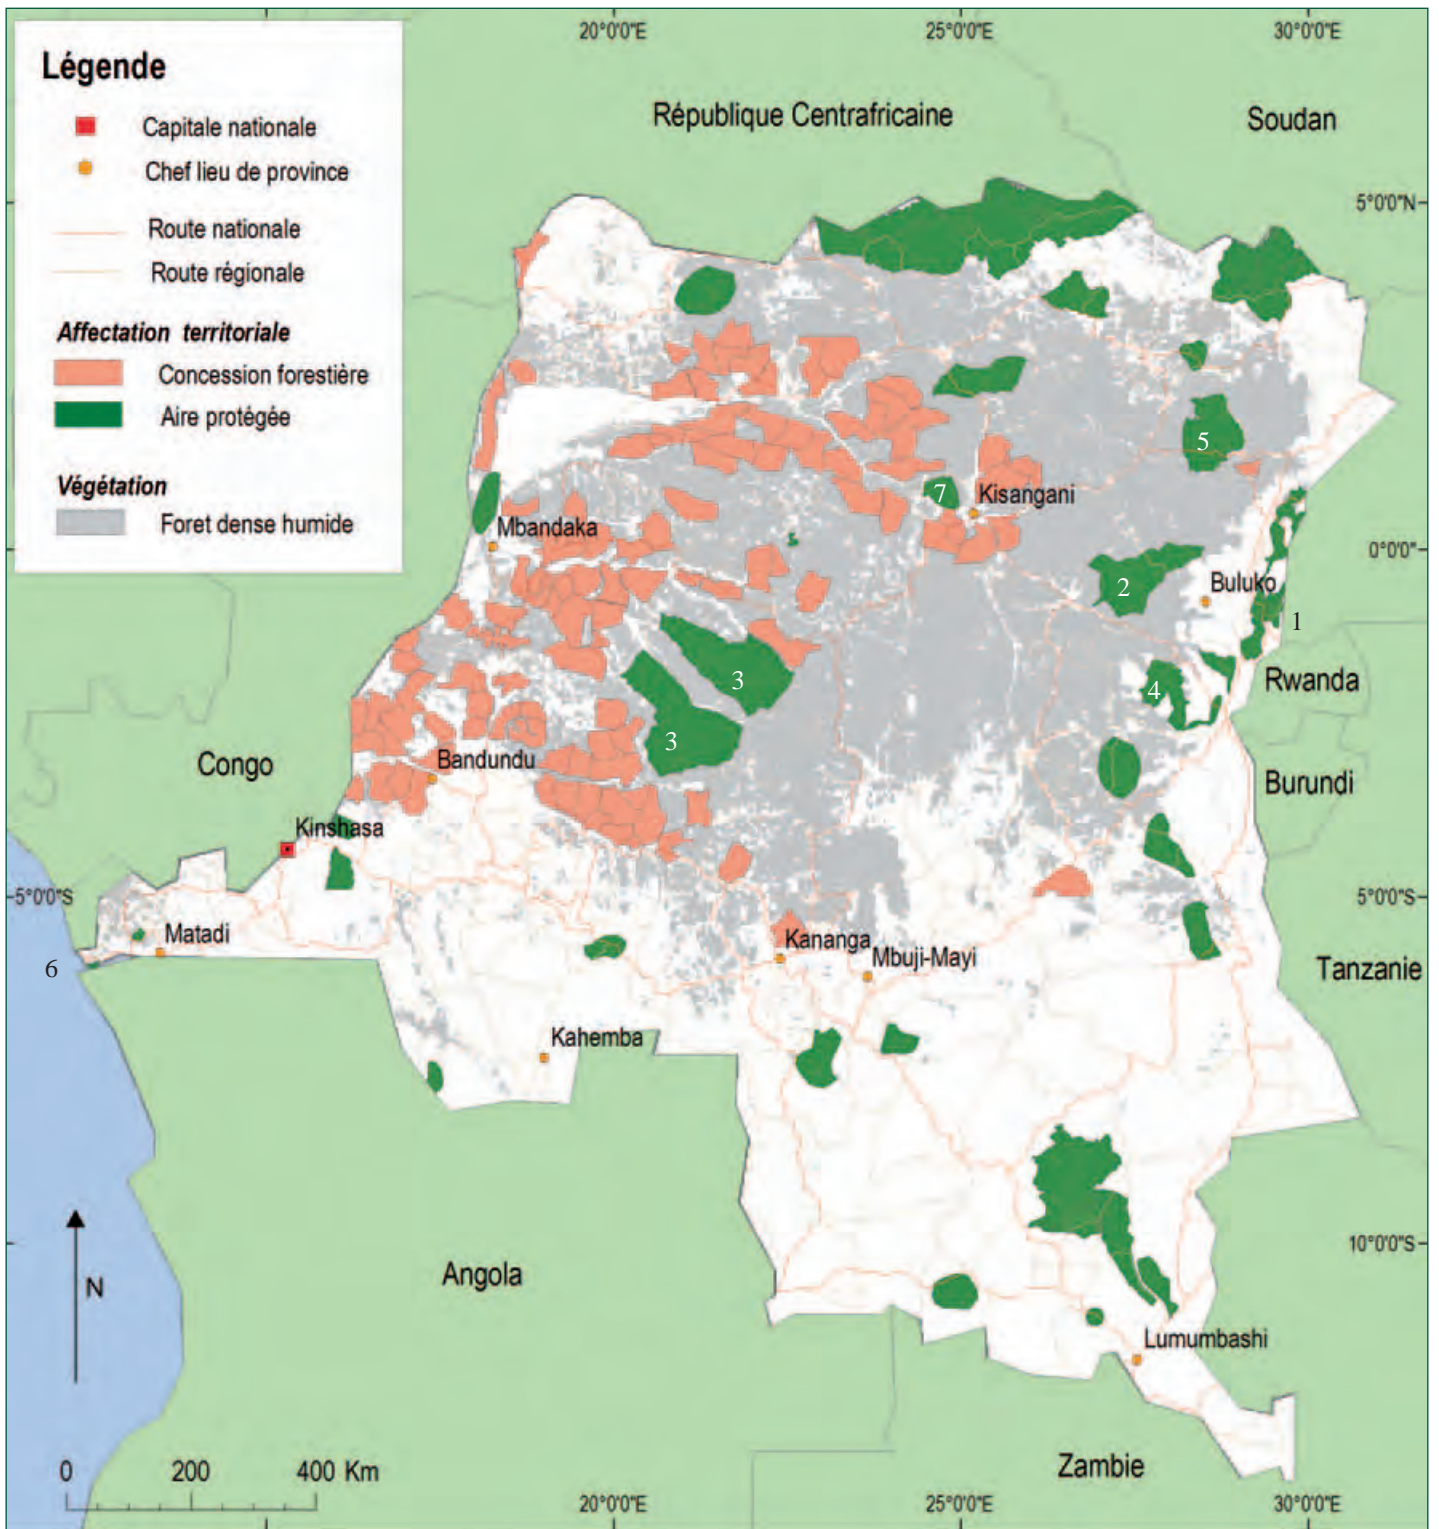 20°0'0"E
25°0'0"E
30°0'0"E
Légende
Capitale nationale
Chef lieu de province
Route nationale
Route régionale
Affectation territoriale
Concession forestière
Aire protégée
Végétation
Foret dense humide
République Centrafricaine
Soudan
5°0'0"N
5
7
Kisangani
Mbandaka
0°0'0"
2
Buluko
1
3
4
Rwanda
3
Congo
Bandundu
Burundi
Kinshasa
5°0'0"S
5°0'0"S
Matadi
Kananga
6
Mbuji-Mayi
Tanzanie
Kahemba
10°0'0"S
N
Angola
Lumumbashi
Zambie
0
200
400 Km
20°0'0"E
25°0'0"E
30°0'0"E